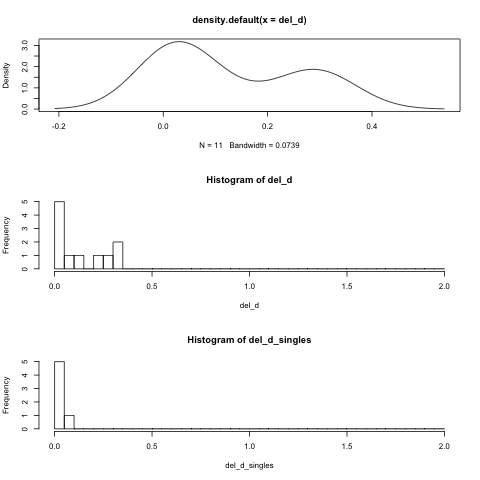 density.default(x = del_d)
Density
0.0 1.0 2.0 3.0
-0.2 0.0 0.2 0.4
N = 11 Bandwidth = 0.0739
Histogram of del_d
Frequency
0 1 2 3 4 5
0.0 0.5 1.0 1.5 2.0
del_d
Histogram of del_d_singles
Frequency
0 1 2 3 4 5
0.0 0.5 1.0 1.5 2.0
del_d_singles